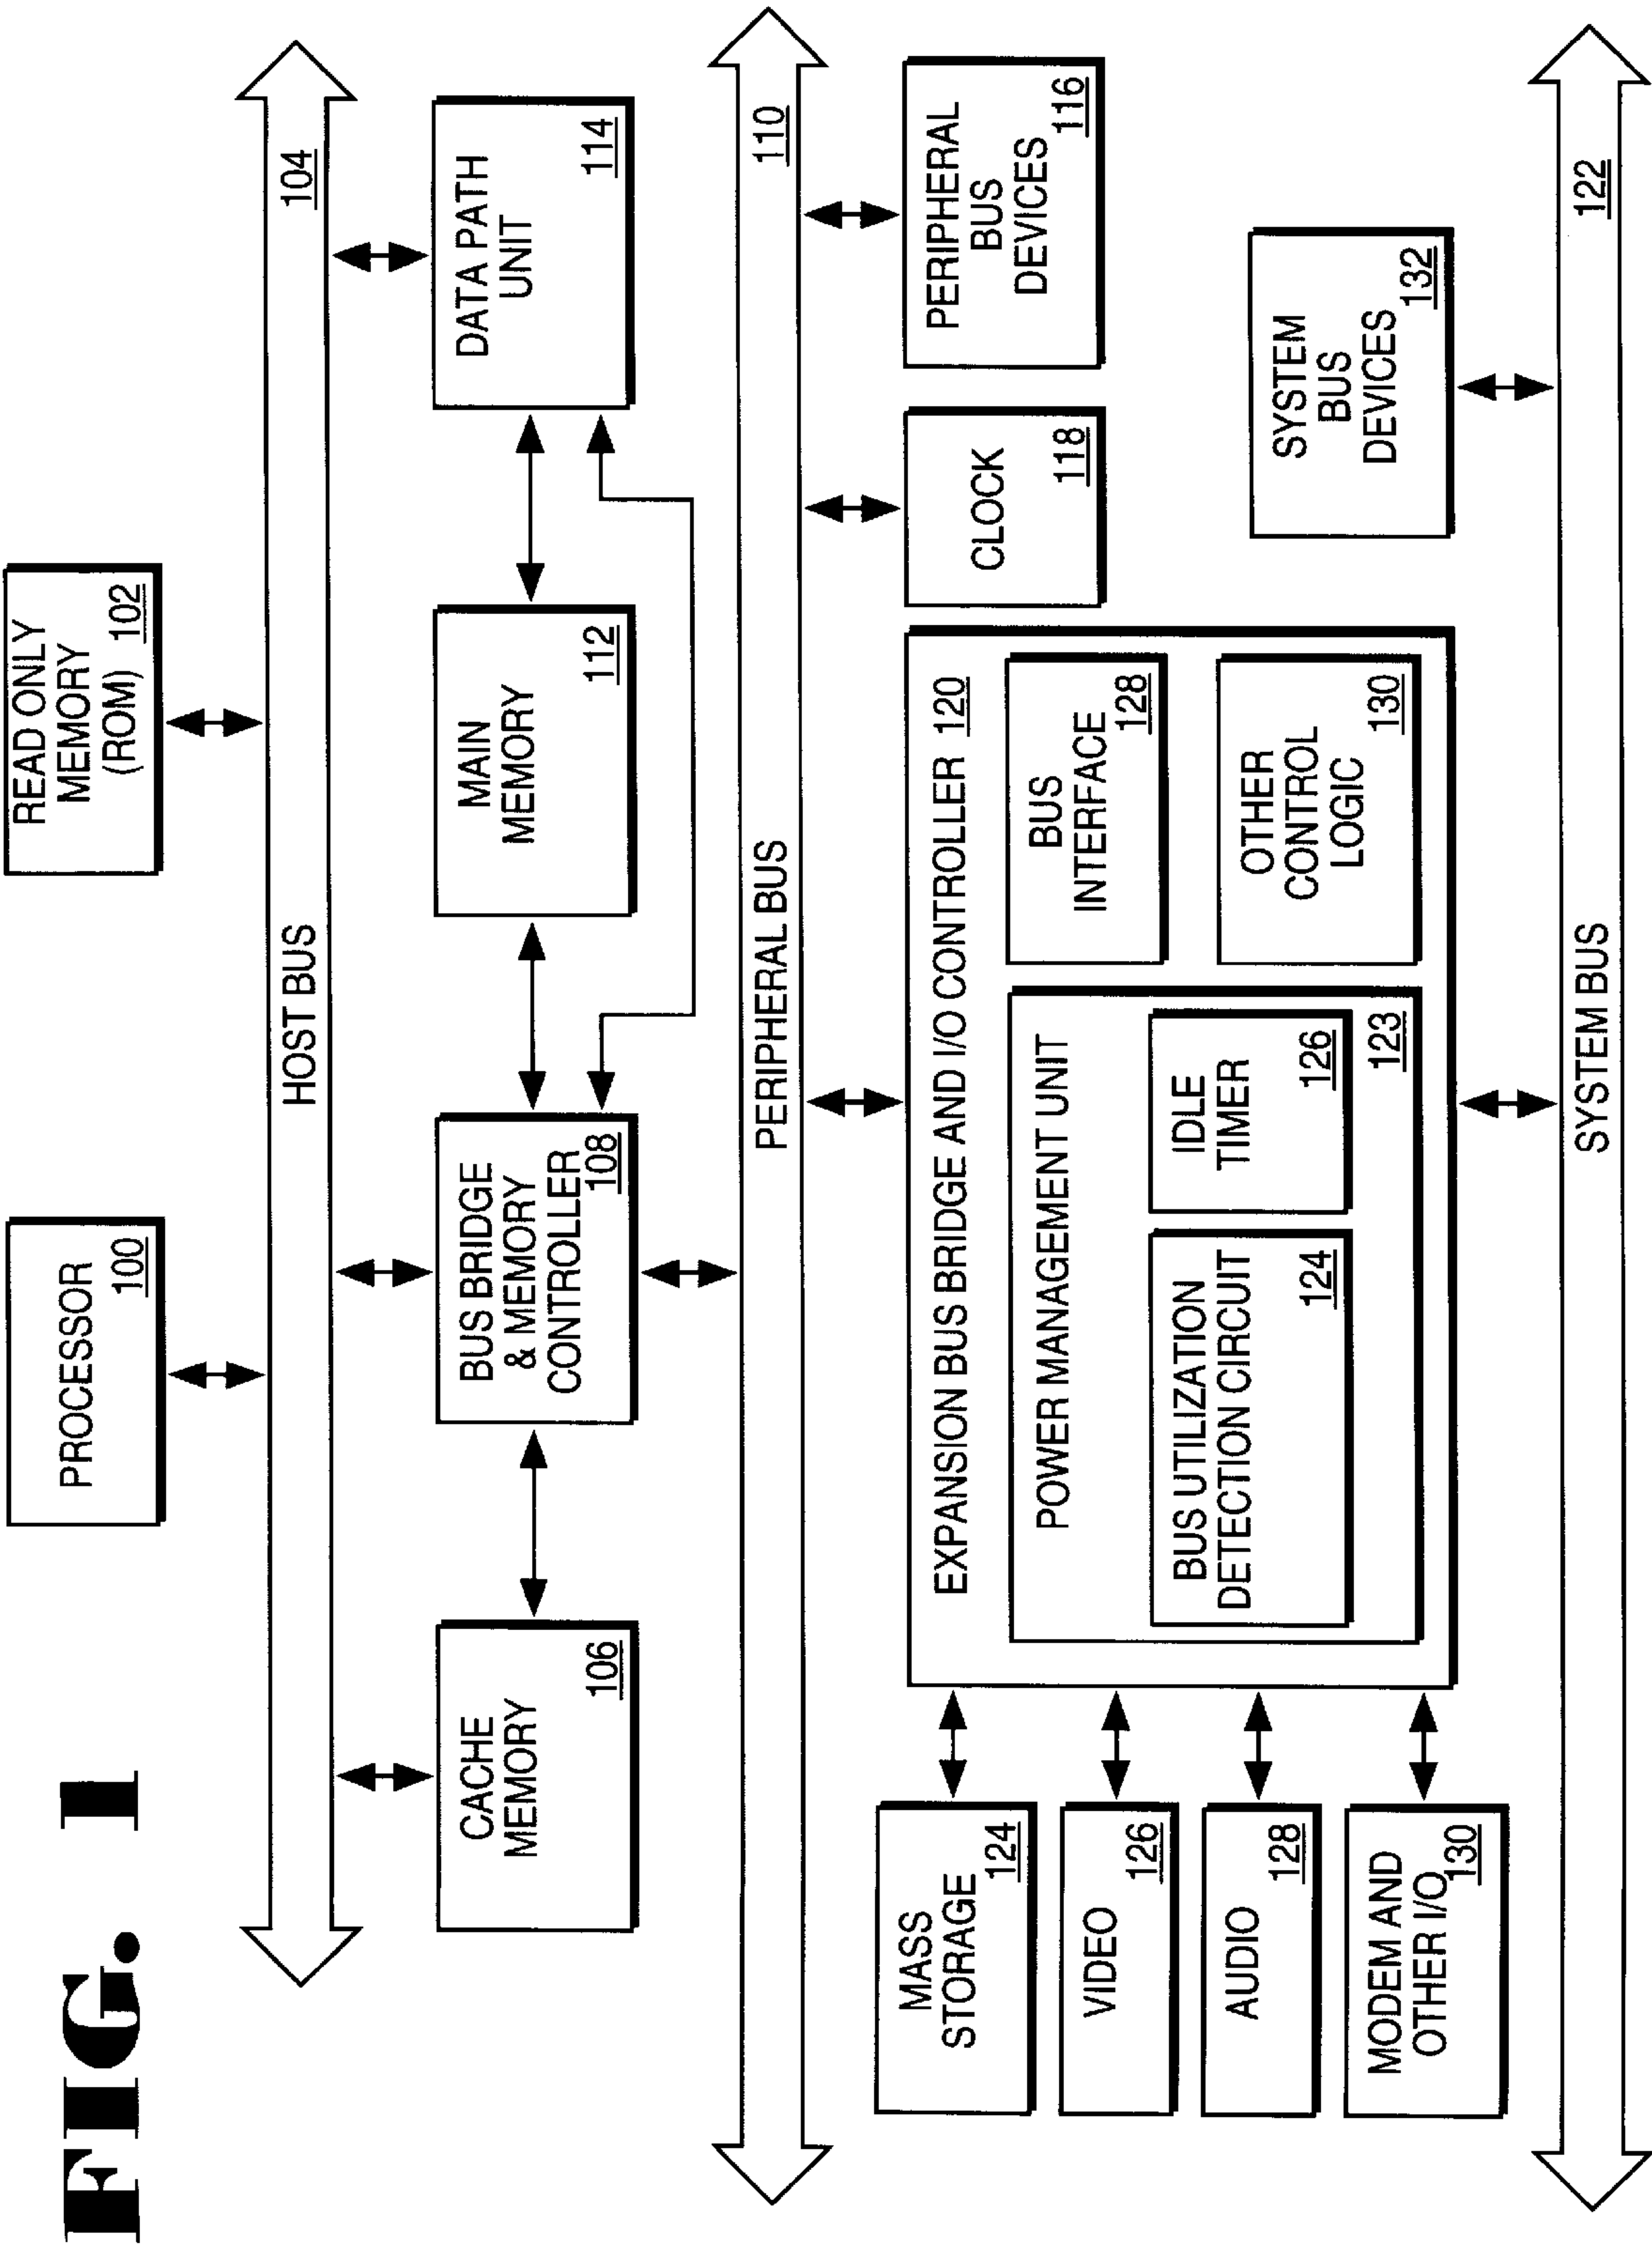 FIG. 1
PROCESSOR
100
READ ONLY
MEMORY
(ROM) 102
HOST BUS
104
CACHE
MEMORY
106
BUS BRIDGE
& MEMORY
CONTROLLER
108
MAIN
MEMORY
112
DATA PATH
UNIT
114
PERIPHERAL BUS
110
MASS
STORAGE
124
VIDEO
126
AUDIO
128
MODEM AND
OTHER I/O
130
EXPANSION BUS BRIDGE AND I/O CONTROLLER 120
POWER MANAGEMENT UNIT
BUS UTILIZATION
DETECTION CIRCUIT
124
IDLE
TIMER
126
123
BUS
INTERFACE
128
OTHER
CONTROL
LOGIC
130
CLOCK
118
PERIPHERAL
BUS
DEVICES
116
SYSTEM
BUS
DEVICES
132
SYSTEM BUS
122